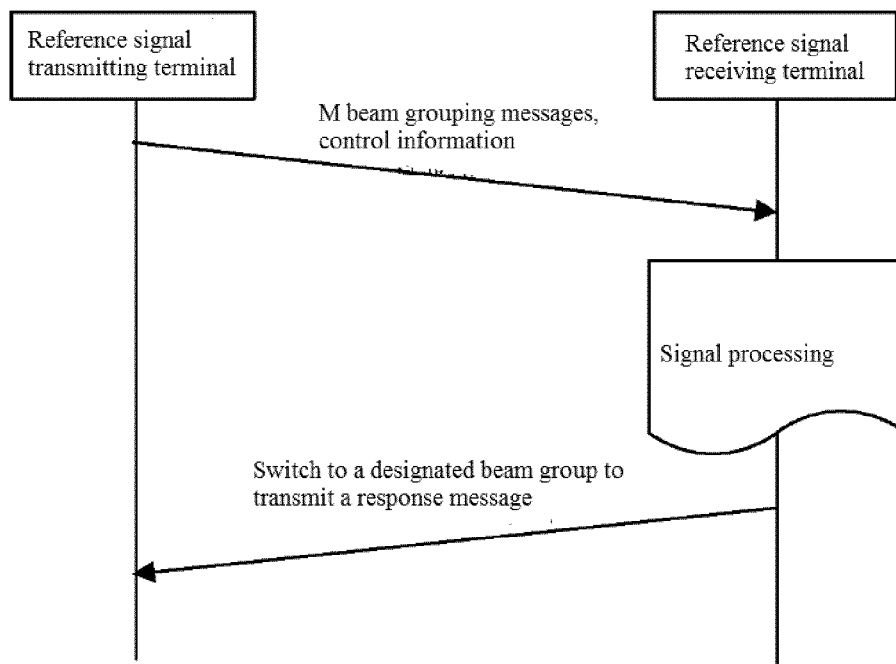 Reference signal
transmitting terminal
Reference signal
receiving terminal
M beam grouping messages,
control information
Signal processing
Switch to a designated beam group to
transmit a response message